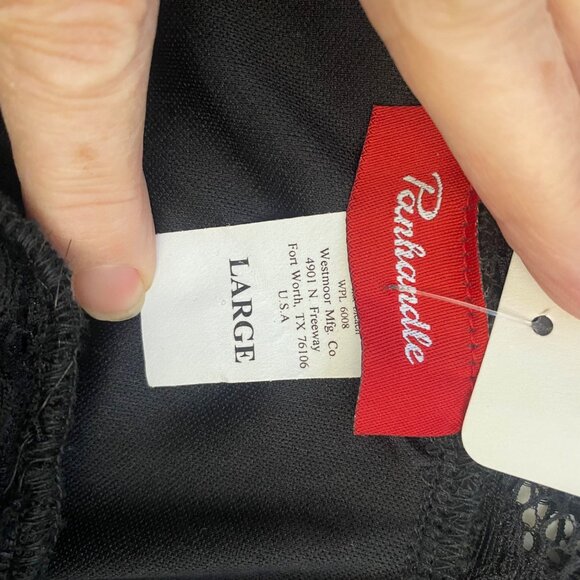 Panhandle
WPL 6008
Westmoor Mfg. Co
4901 N. Freeway
Fort Worth, TX 76106
U.S.A
LARGE